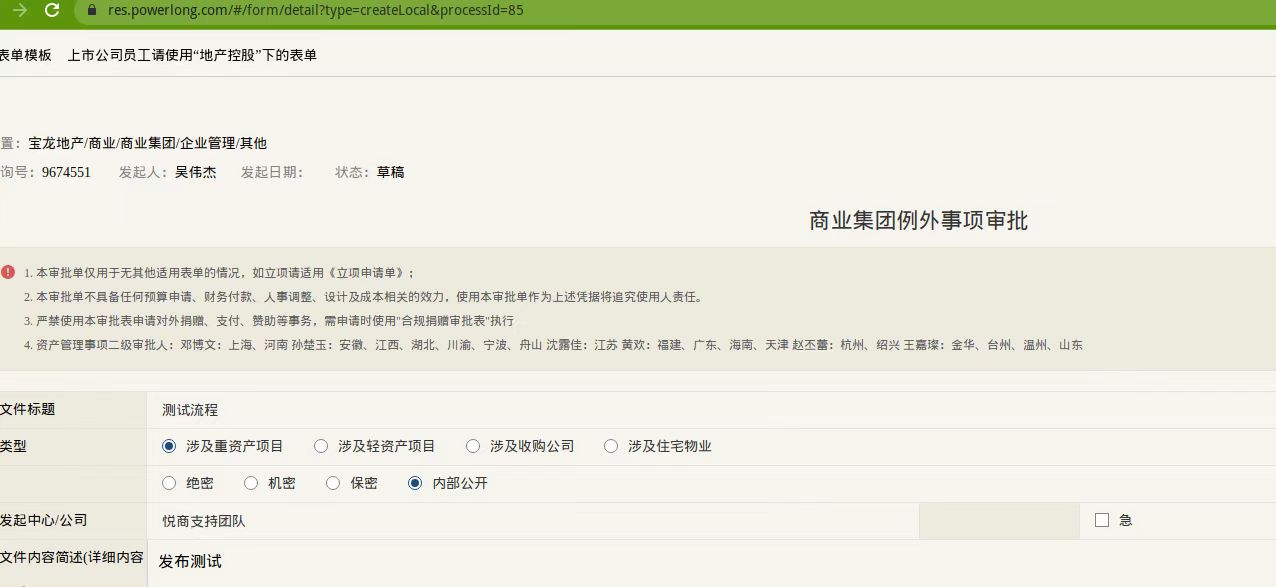 res.powerlong.com/#/form/detail?type=createLocal&processId=85
表单模板 上市公司员工请使用“地产控股”下的表单
置：宝龙地产/商业/商业集团/企业管理/其他
询号：9674551 发起人：吴伟杰 发起日期： 状态：草稿
商业集团例外事项审批
1. 本审批单仅用于无其他适用表单的情况，如立项请适用《立项申请单》；
2. 本审批单不具备任何预算申请、财务付款、人事调整、设计及成本相关的效力，使用本审批单作为上述凭据将追究使用人责任。
3. 严禁使用本审批表申请对外捐赠、支付、赞助等事务，需申请时使用"合规捐赠审批表"执行
4. 资产管理事项二级审批人：邓博文：上海、河南 孙楚玉：安徽、江西、湖北、川渝、宁波、舟山 沈露佳：江苏 黄欢：福建、广东、海南、天津 赵丕蕾：杭州、绍兴 王嘉璨：金华、台州、温州、山东
文件标题 测试流程
类型 涉及重资产项目 涉及轻资产项目 涉及收购公司 涉及住宅物业
绝密 机密 保密 内部公开
发起中心/公司 悦商支持团队 急
文件内容简述(详细内容 发布测试